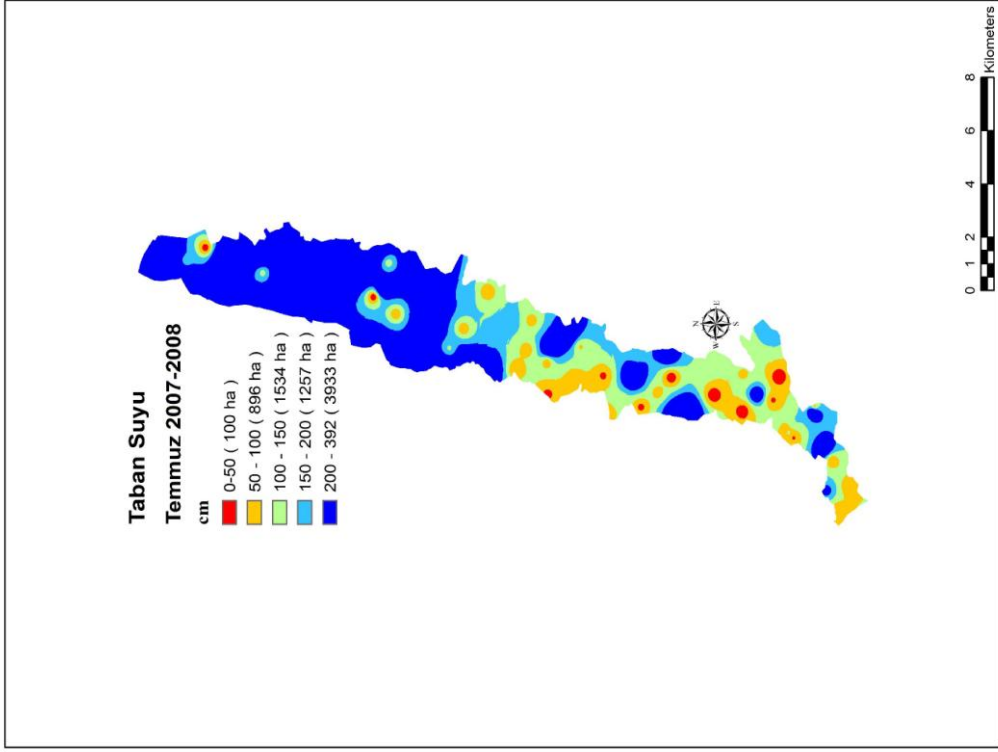 Taban Suyu
Temmuz 2007-2008
cm
0-50 ( 100 ha )
50 - 100 ( 896 ha )
100 - 150 ( 1534 ha )
150 - 200 ( 1257 ha )
200 - 392 ( 3933 ha )
N
W E
S
0 1 2 4 6 8
Kilometers